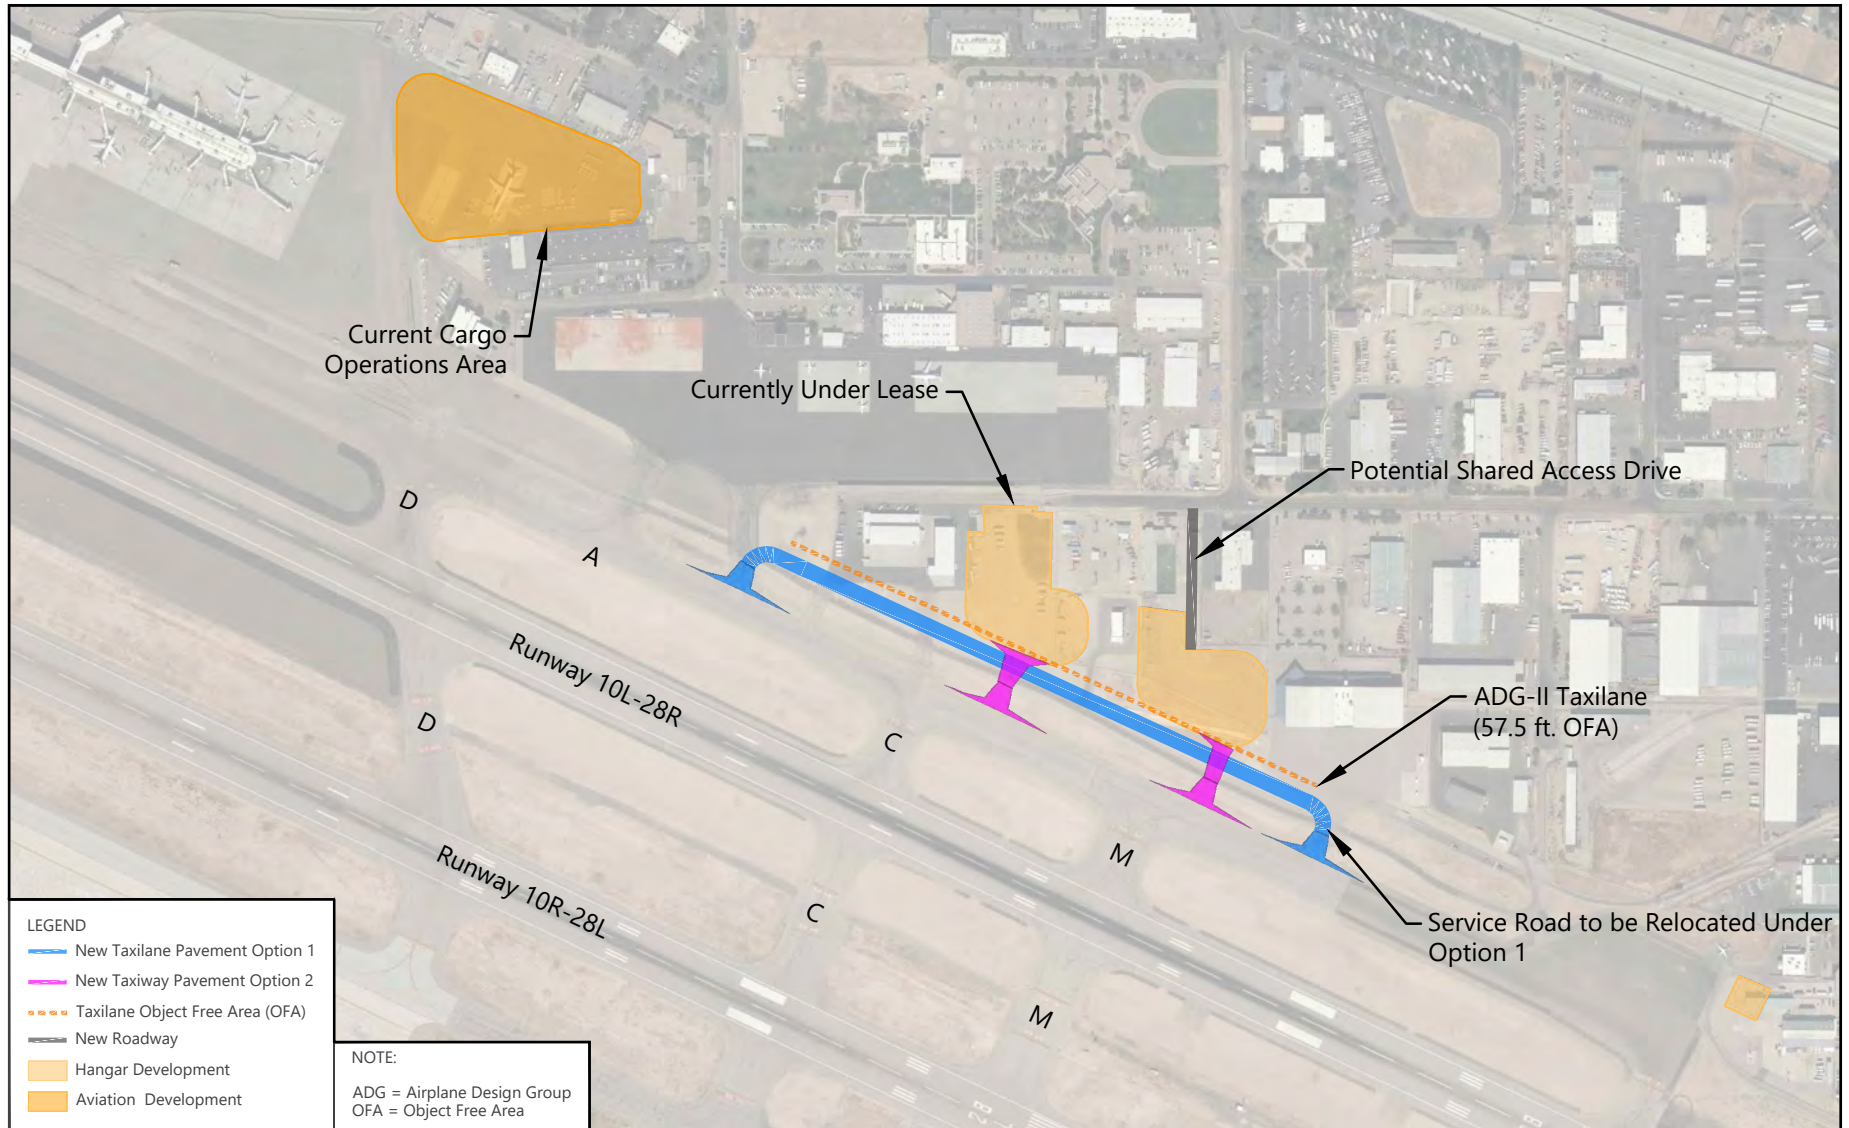 Current Cargo
Operations Area
Currently Under Lease
Potential Shared Access Drive
D
A
Runway 10L-28R
D
C
ADG-II Taxilane
(57.5 ft. OFA)
M
Runway 10R-28L
C
Service Road to be Relocated Under
Option 1
M
LEGEND
New Taxilane Pavement Option 1
New Taxiway Pavement Option 2
Taxilane Object Free Area (OFA)
New Roadway
Hangar Development
Aviation Development
NOTE:
ADG = Airplane Design Group
OFA = Object Free Area